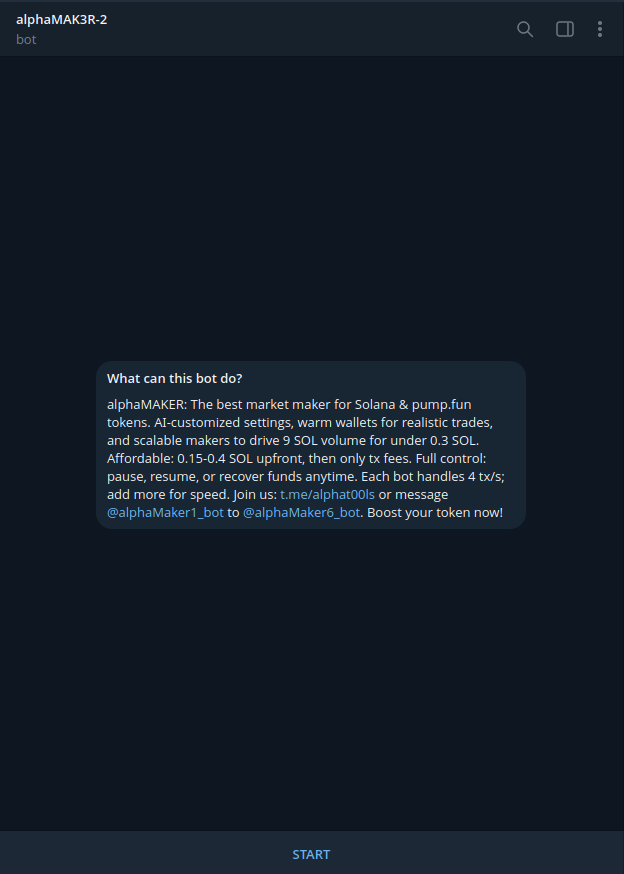 alphaMAK3R-2
bot
What can this bot do?
alphaMAKER: The best market maker for Solana & pump.fun
tokens. AI-customized settings, warm wallets for realistic trades,
and scalable makers to drive 9 SOL volume for under 0.3 SOL.
Affordable: 0.15-0.4 SOL upfront, then only tx fees. Full control:
pause, resume, or recover funds anytime. Each bot handles 4 tx/s;
add more for speed. Join us: t.me/alphat00ls or message
@alphaMaker1_bot to @alphaMaker6_bot. Boost your token now!
START